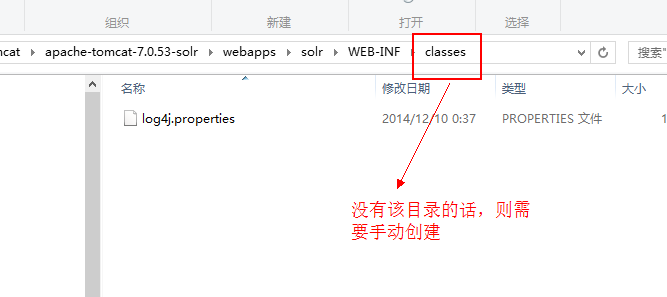 组织 新建 打开 选择
mcat › apache-tomcat-7.0.53-solr › webapps › solr › WEB-INF › classes 搜索"
名称 修改日期 类型 大小
log4j.properties 2014/12/10 0:37 PROPERTIES 文件 1
没有该目录的话，则需
要手动创建